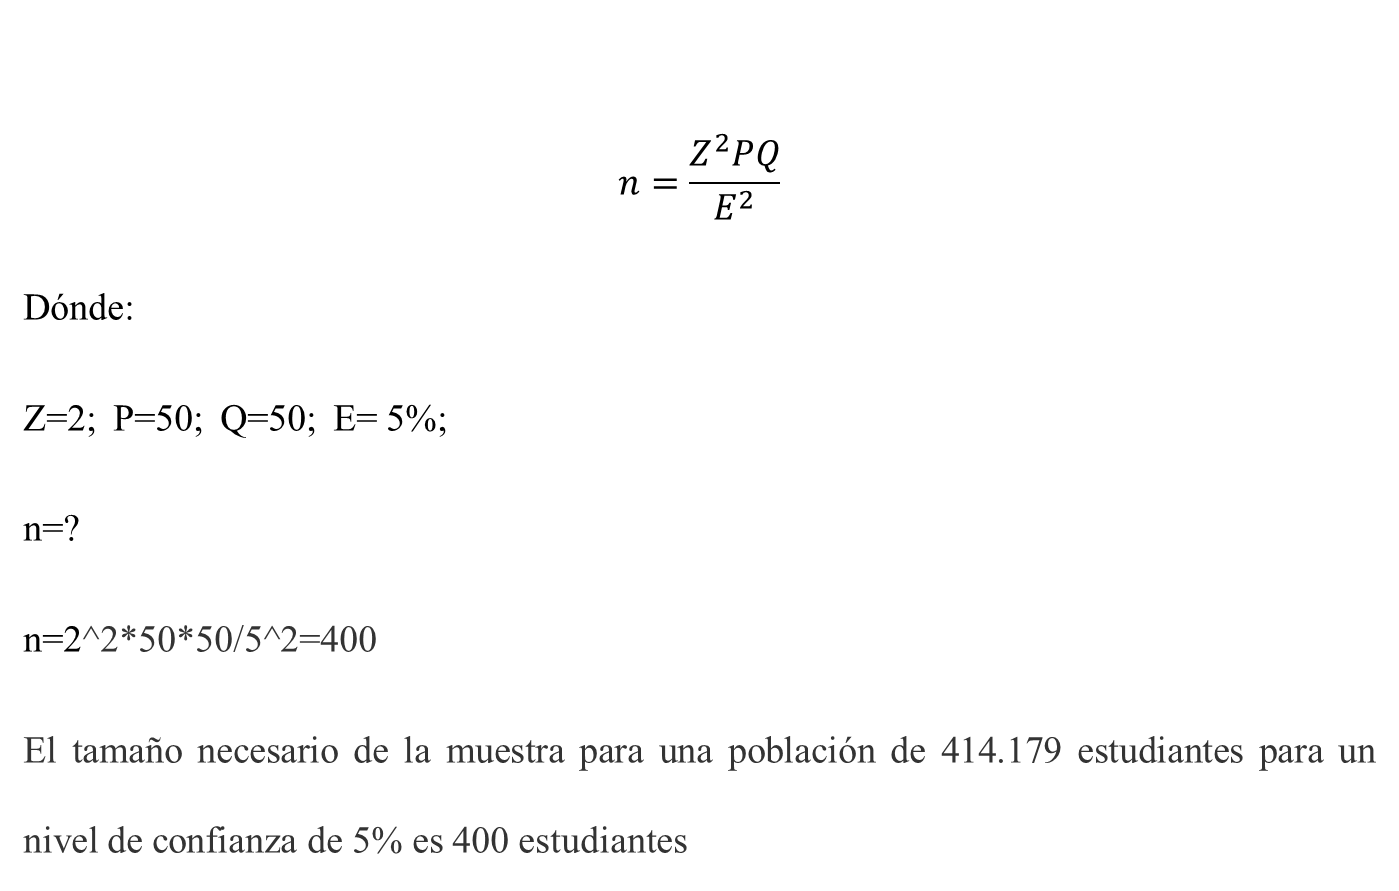 n = Z²PQ / E²
Dónde:
Z=2; P=50; Q=50; E= 5%;
n=?
n=2^2*50*50/5^2=400
El tamaño necesario de la muestra para una población de 414.179 estudiantes para un
nivel de confianza de 5% es 400 estudiantes